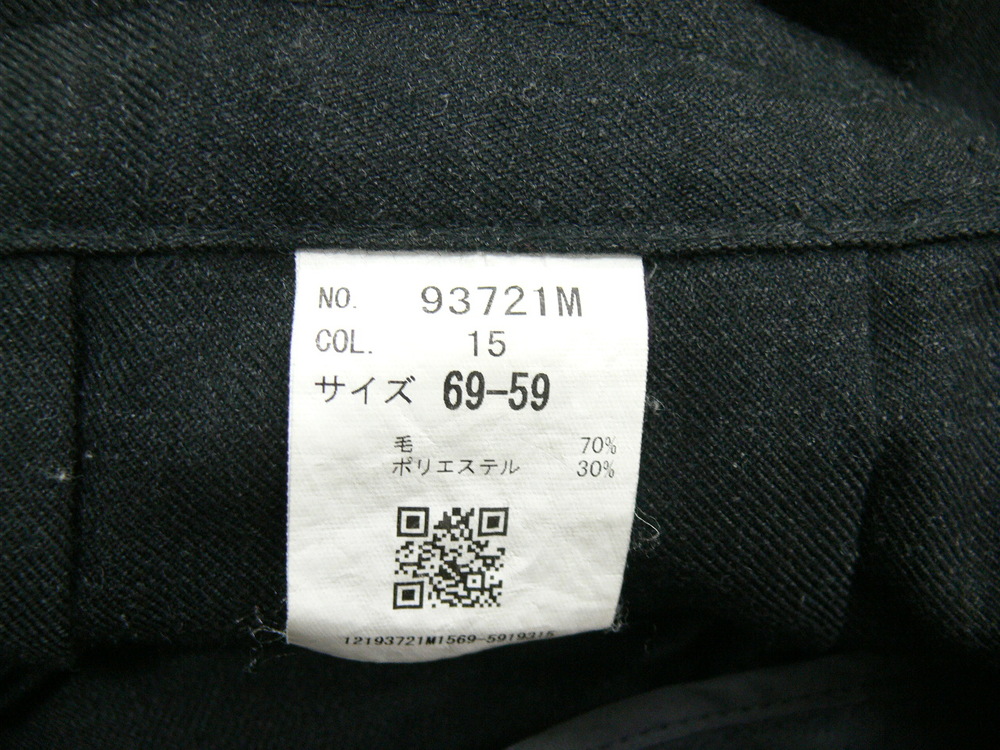 NO. 93721M
COL. 15
サイズ 69-59
毛 70%
ポリエステル 30%
12193721M1569-5919315